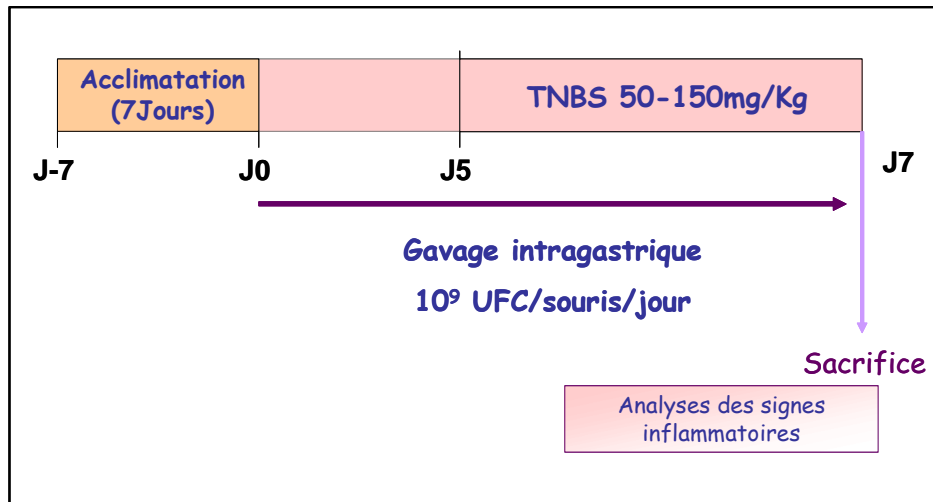 Acclimatation
(7Jours)
TNBS 50-150mg/Kg
J-7
J0
J5
J7
Gavage intragastrique
10⁹ UFC/souris/jour
Sacrifice
Analyses des signes
inflammatoires